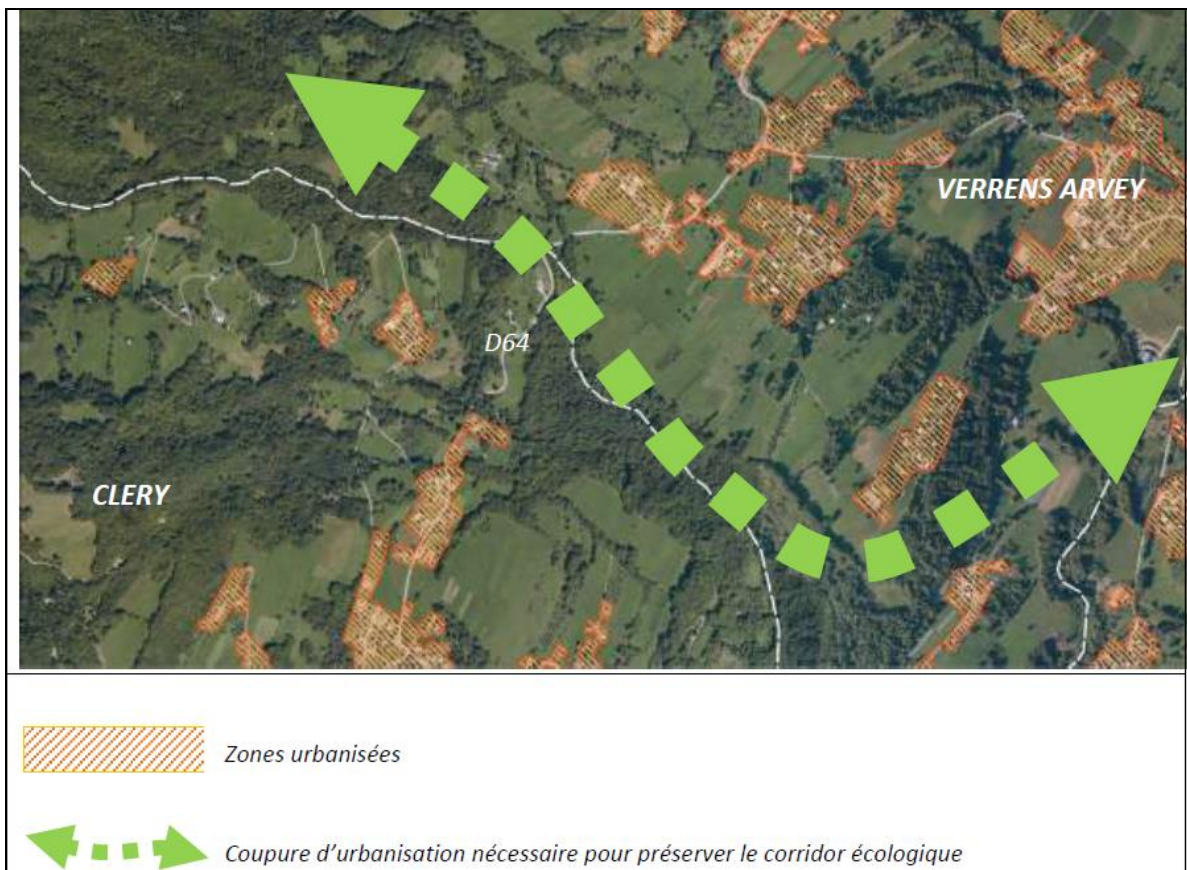 VERRENS ARVEY
D64
CLERY
Zones urbanisées
Coupure d'urbanisation nécessaire pour préserver le corridor écologique